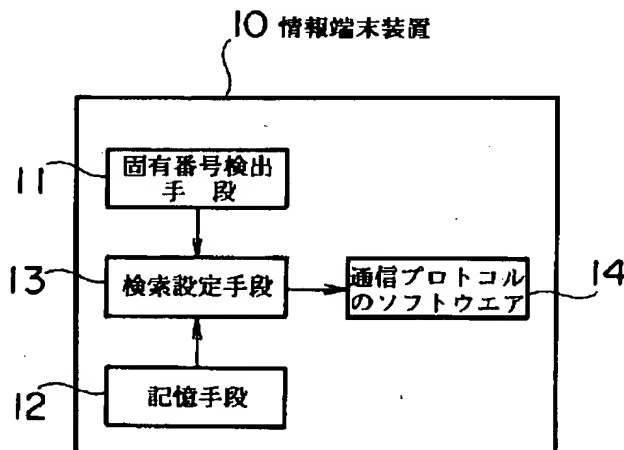 10 情報端末装置
11
固有番号検出
手 段
13
検索設定手段
通信プロトコル
のソフトウエア
14
12
記憶手段